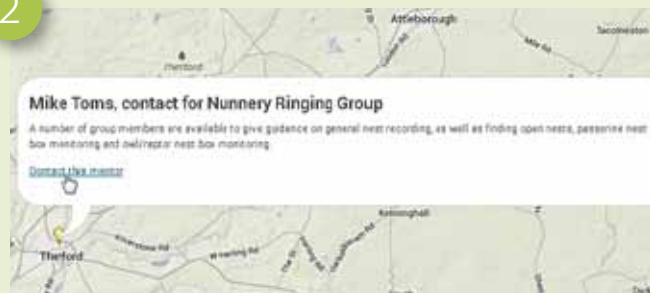 2
Attleborough
Tacolneston
Mike Toms, contact for Nunnery Ringing Group
A number of group members are available to give guidance on general nest recording, as well as finding open nests, passerine nest
box monitoring and owl/raptor nest box monitoring
Contact this mentor
Kenninghall
Thetford